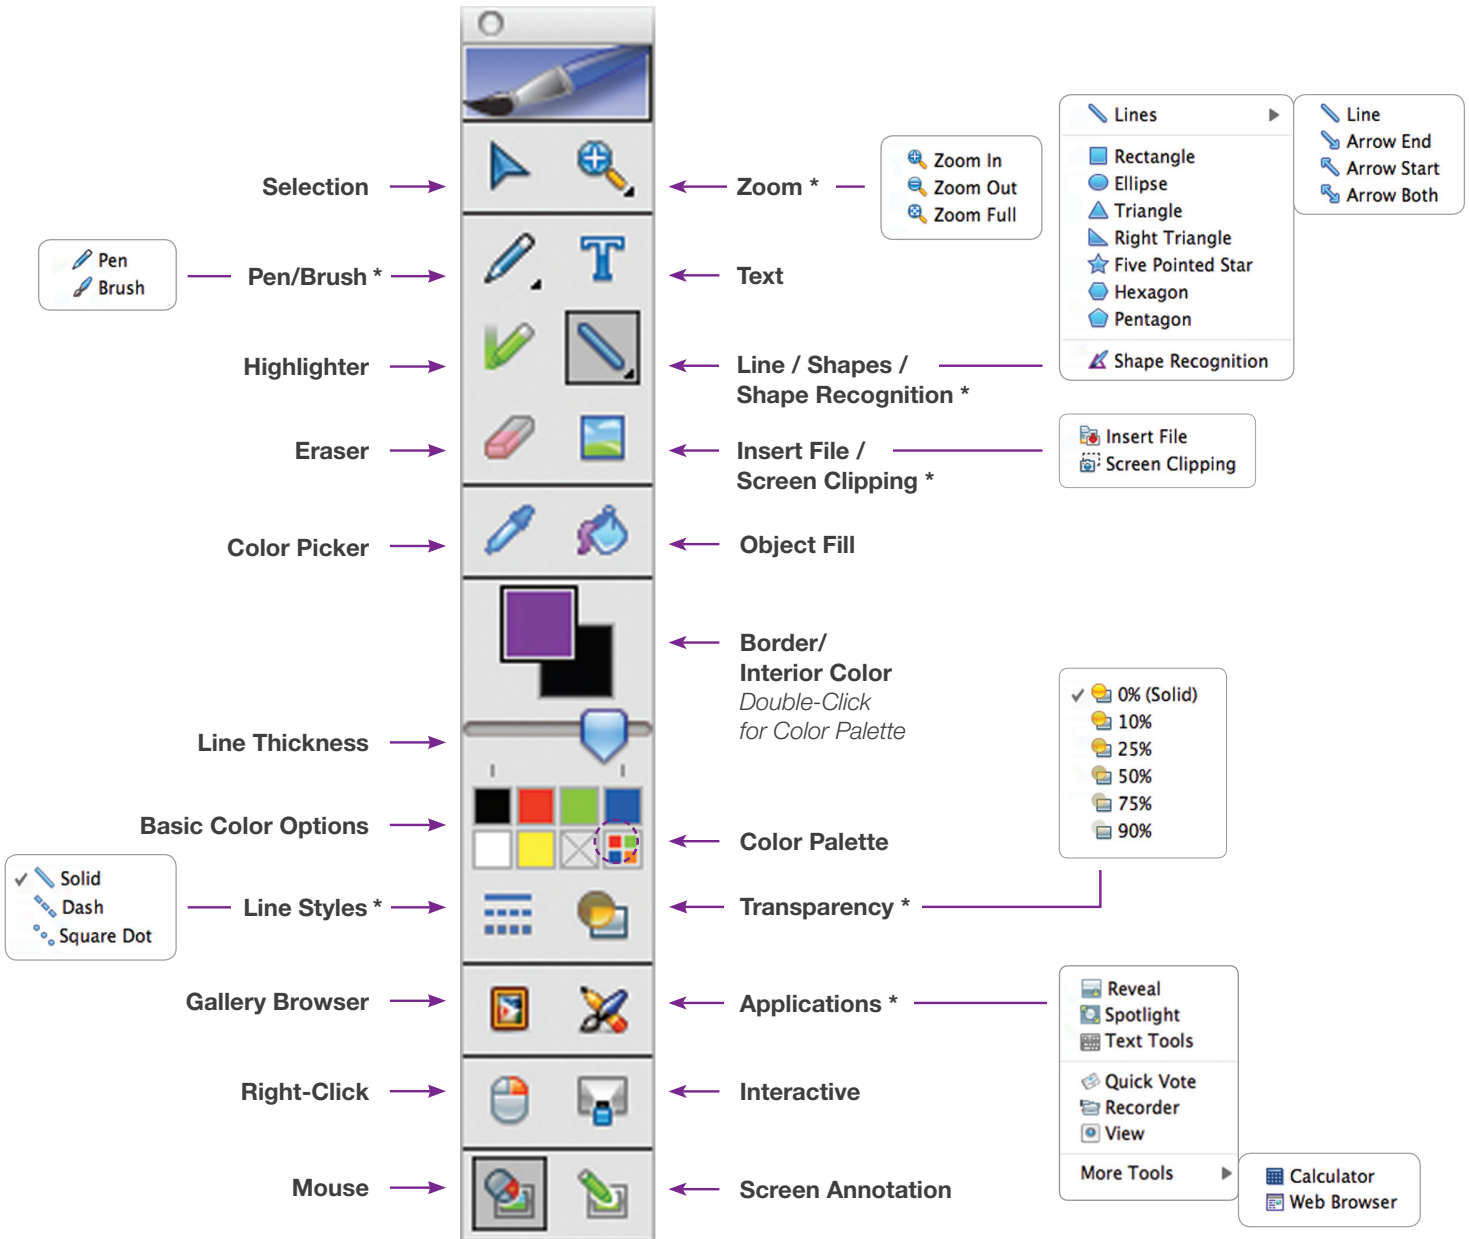 Selection
Zoom *
Zoom In
Zoom Out
Zoom Full
Lines
Rectangle
Ellipse
Triangle
Right Triangle
Five Pointed Star
Hexagon
Pentagon
Shape Recognition
Line
Arrow End
Arrow Start
Arrow Both
Pen
Brush
Pen/Brush *
Text
Highlighter
Line / Shapes /
Shape Recognition *
Eraser
Insert File /
Screen Clipping *
Insert File
Screen Clipping
Color Picker
Object Fill
Border/
Interior Color
Double-Click
for Color Palette
Line Thickness
0% (Solid)
10%
25%
50%
75%
90%
Basic Color Options
Color Palette
Solid
Dash
Square Dot
Line Styles *
Transparency *
Gallery Browser
Applications *
Reveal
Spotlight
Text Tools
Quick Vote
Recorder
View
More Tools
Calculator
Web Browser
Right-Click
Interactive
Mouse
Screen Annotation